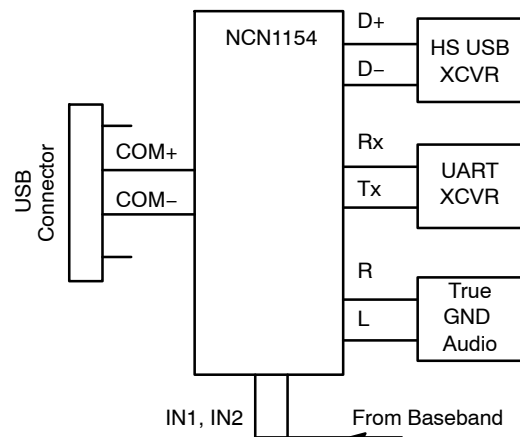 NCN1154
D+
D−
HS USB
XCVR
USB
Connector
COM+
COM−
Rx
Tx
UART
XCVR
R
L
True
GND
Audio
IN1, IN2
From Baseband